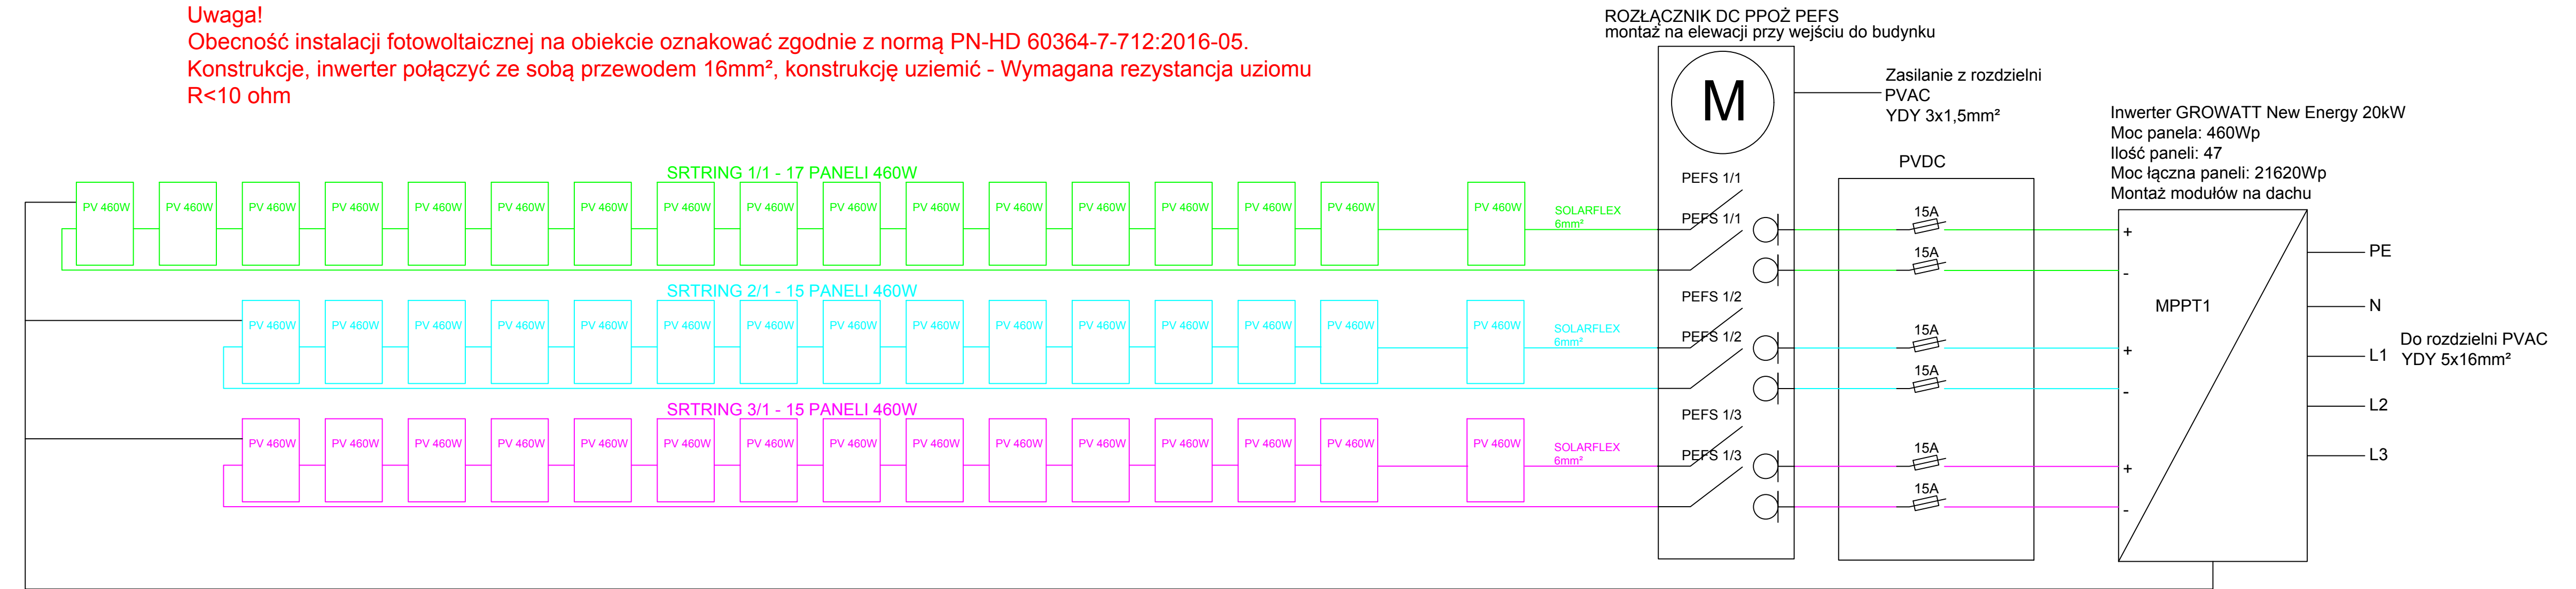 Uwaga!
Obecność instalacji fotowoltaicznej na obiekcie oznakować zgodnie z normą PN-HD 60364-7-712:2016-05.
Konstrukcje, inwerter połączyć ze sobą przewodem 16mm², konstrukcję uziemić - Wymagana rezystancja uziomu
R<10 ohm
ROZŁĄCZNIK DC PPOŻ PEFS
montaż na elewacji przy wejściu do budynku
M
Zasilanie z rozdzielni
PVAC
YDY 3x1,5mm²
Inwerter GROWATT New Energy 20kW
Moc panela: 460Wp
Ilość paneli: 47
Moc łączna paneli: 21620Wp
Montaż modułów na dachu
PVDC
SRTRING 1/1 - 17 PANELI 460W
PV 460W PV 460W PV 460W PV 460W PV 460W PV 460W PV 460W PV 460W PV 460W PV 460W PV 460W PV 460W PV 460W PV 460W PV 460W PV 460W PV 460W
SOLARFLEX
6mm²
PEFS 1/1
PEFS 1/1
15A
15A
+
-
SRTRING 2/1 - 15 PANELI 460W
PV 460W PV 460W PV 460W PV 460W PV 460W PV 460W PV 460W PV 460W PV 460W PV 460W PV 460W PV 460W PV 460W PV 460W PV 460W
SOLARFLEX
6mm²
PEFS 1/2
PEFS 1/2
15A
15A
+
-
MPPT1
SRTRING 3/1 - 15 PANELI 460W
PV 460W PV 460W PV 460W PV 460W PV 460W PV 460W PV 460W PV 460W PV 460W PV 460W PV 460W PV 460W PV 460W PV 460W PV 460W
SOLARFLEX
6mm²
PEFS 1/3
PEFS 1/3
15A
15A
+
-
PE
N
L1
L2
L3
Do rozdzielni PVAC
YDY 5x16mm²